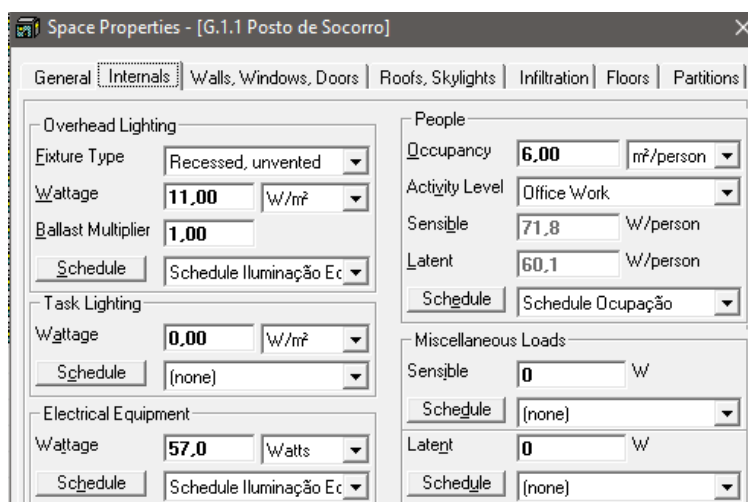 Space Properties - [G.1.1 Posto de Socorro]
General Internals Walls, Windows, Doors Roofs, Skylights Infiltration Floors Partitions
Overhead Lighting
Fixture Type Recessed, unvented
Wattage 11,00 W/m²
Ballast Multiplier 1,00
Schedule Schedule Iluminação Ec
Task Lighting
Wattage 0,00 W/m²
Schedule (none)
Electrical Equipment
Wattage 57,0 Watts
Schedule Schedule Iluminação Ec
People
Occupancy 6,00 m²/person
Activity Level Office Work
Sensible 71,8 W/person
Latent 60,1 W/person
Schedule Schedule Ocupação
Miscellaneous Loads
Sensible 0 W
Schedule (none)
Latent 0 W
Schedule (none)